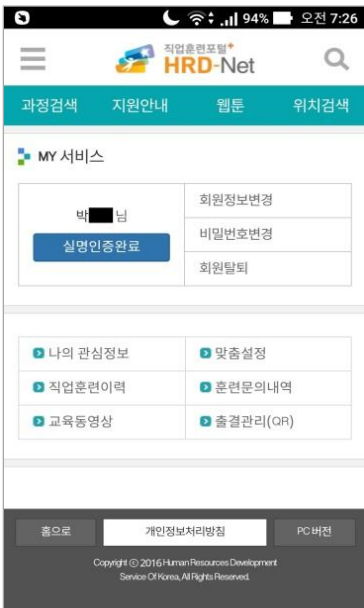 94% 오전 7:26
직업훈련포털+
HRD-Net
과정검색 지원안내 웹툰 위치검색
MY 서비스
박 님
실명인증완료
회원정보변경
비밀번호변경
회원탈퇴
나의 관심정보 맞춤설정
직업훈련이력 훈련문의내역
교육동영상 출결관리(QR)
홈으로 개인정보처리방침 PC버전
Copyright ⓒ 2016 Human Resources Development
Service Of Korea, All Rights Reserved.